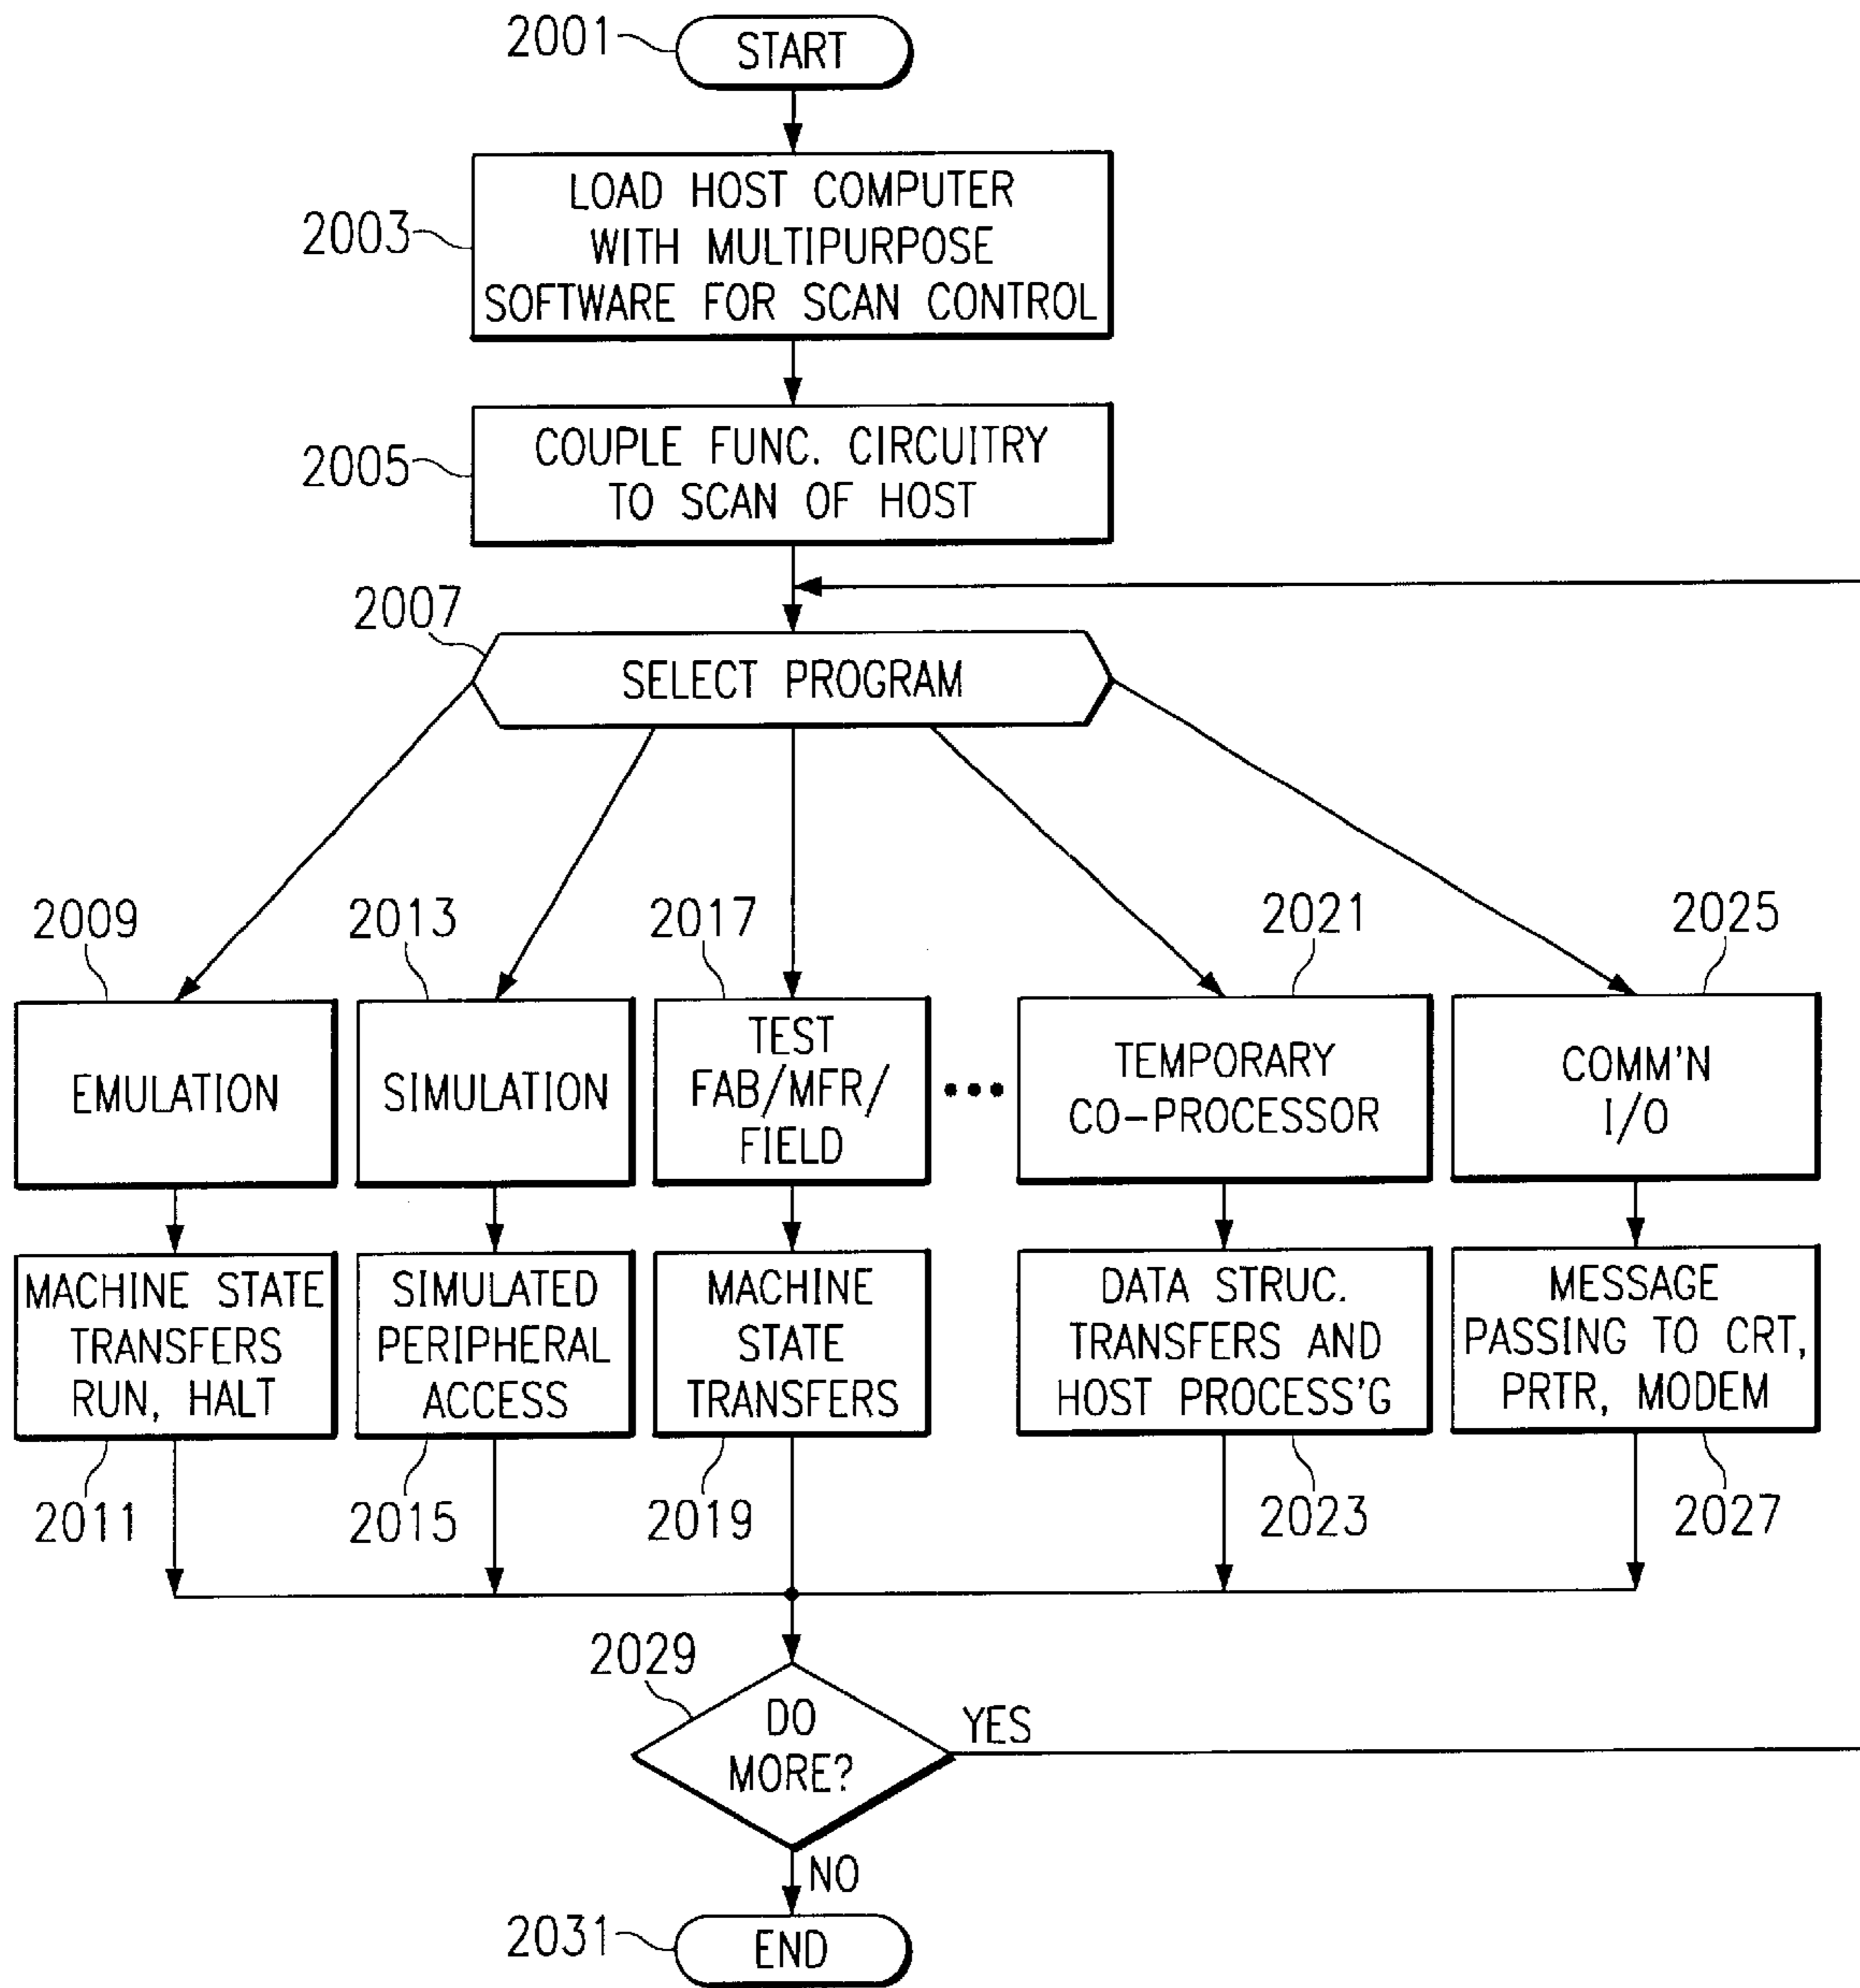 2001
START
2003
LOAD HOST COMPUTER
WITH MULTIPURPOSE
SOFTWARE FOR SCAN CONTROL
2005
COUPLE FUNC. CIRCUITRY
TO SCAN OF HOST
2007
SELECT PROGRAM
2009
2013
2017
2021
2025
EMULATION
SIMULATION
TEST
FAB/MFR/
FIELD
•••
TEMPORARY
CO-PROCESSOR
COMM'N
I/O
MACHINE STATE
TRANSFERS
RUN, HALT
SIMULATED
PERIPHERAL
ACCESS
MACHINE
STATE
TRANSFERS
DATA STRUC.
TRANSFERS AND
HOST PROCESS'G
MESSAGE
PASSING TO CRT,
PRTR, MODEM
2011
2015
2019
2023
2027
2029
DO
MORE?
YES
NO
2031
END